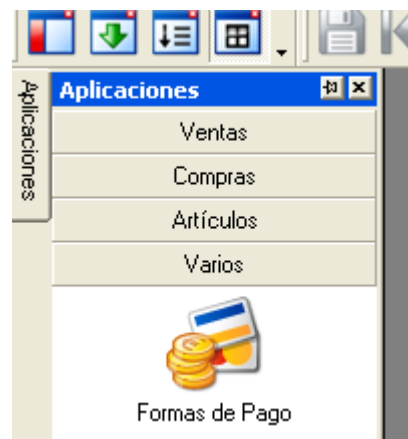 Aplicaciones
Aplicaciones
Ventas
Compras
Artículos
Varios
Formas de Pago